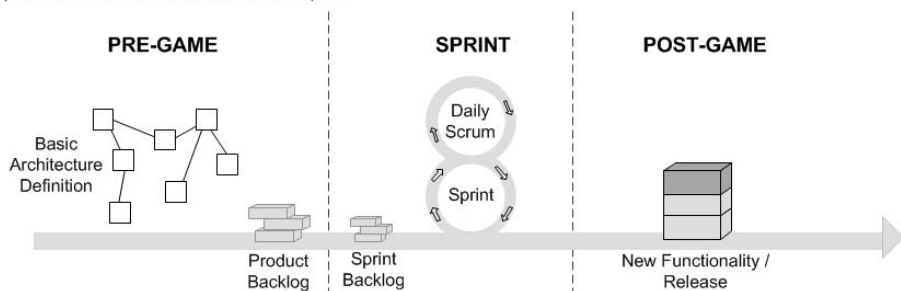 PRE-GAME
SPRINT
POST-GAME
Daily
Scrum
Basic
Architecture
Definition
Sprint
Product
Backlog
Sprint
Backlog
New Functionality /
Release